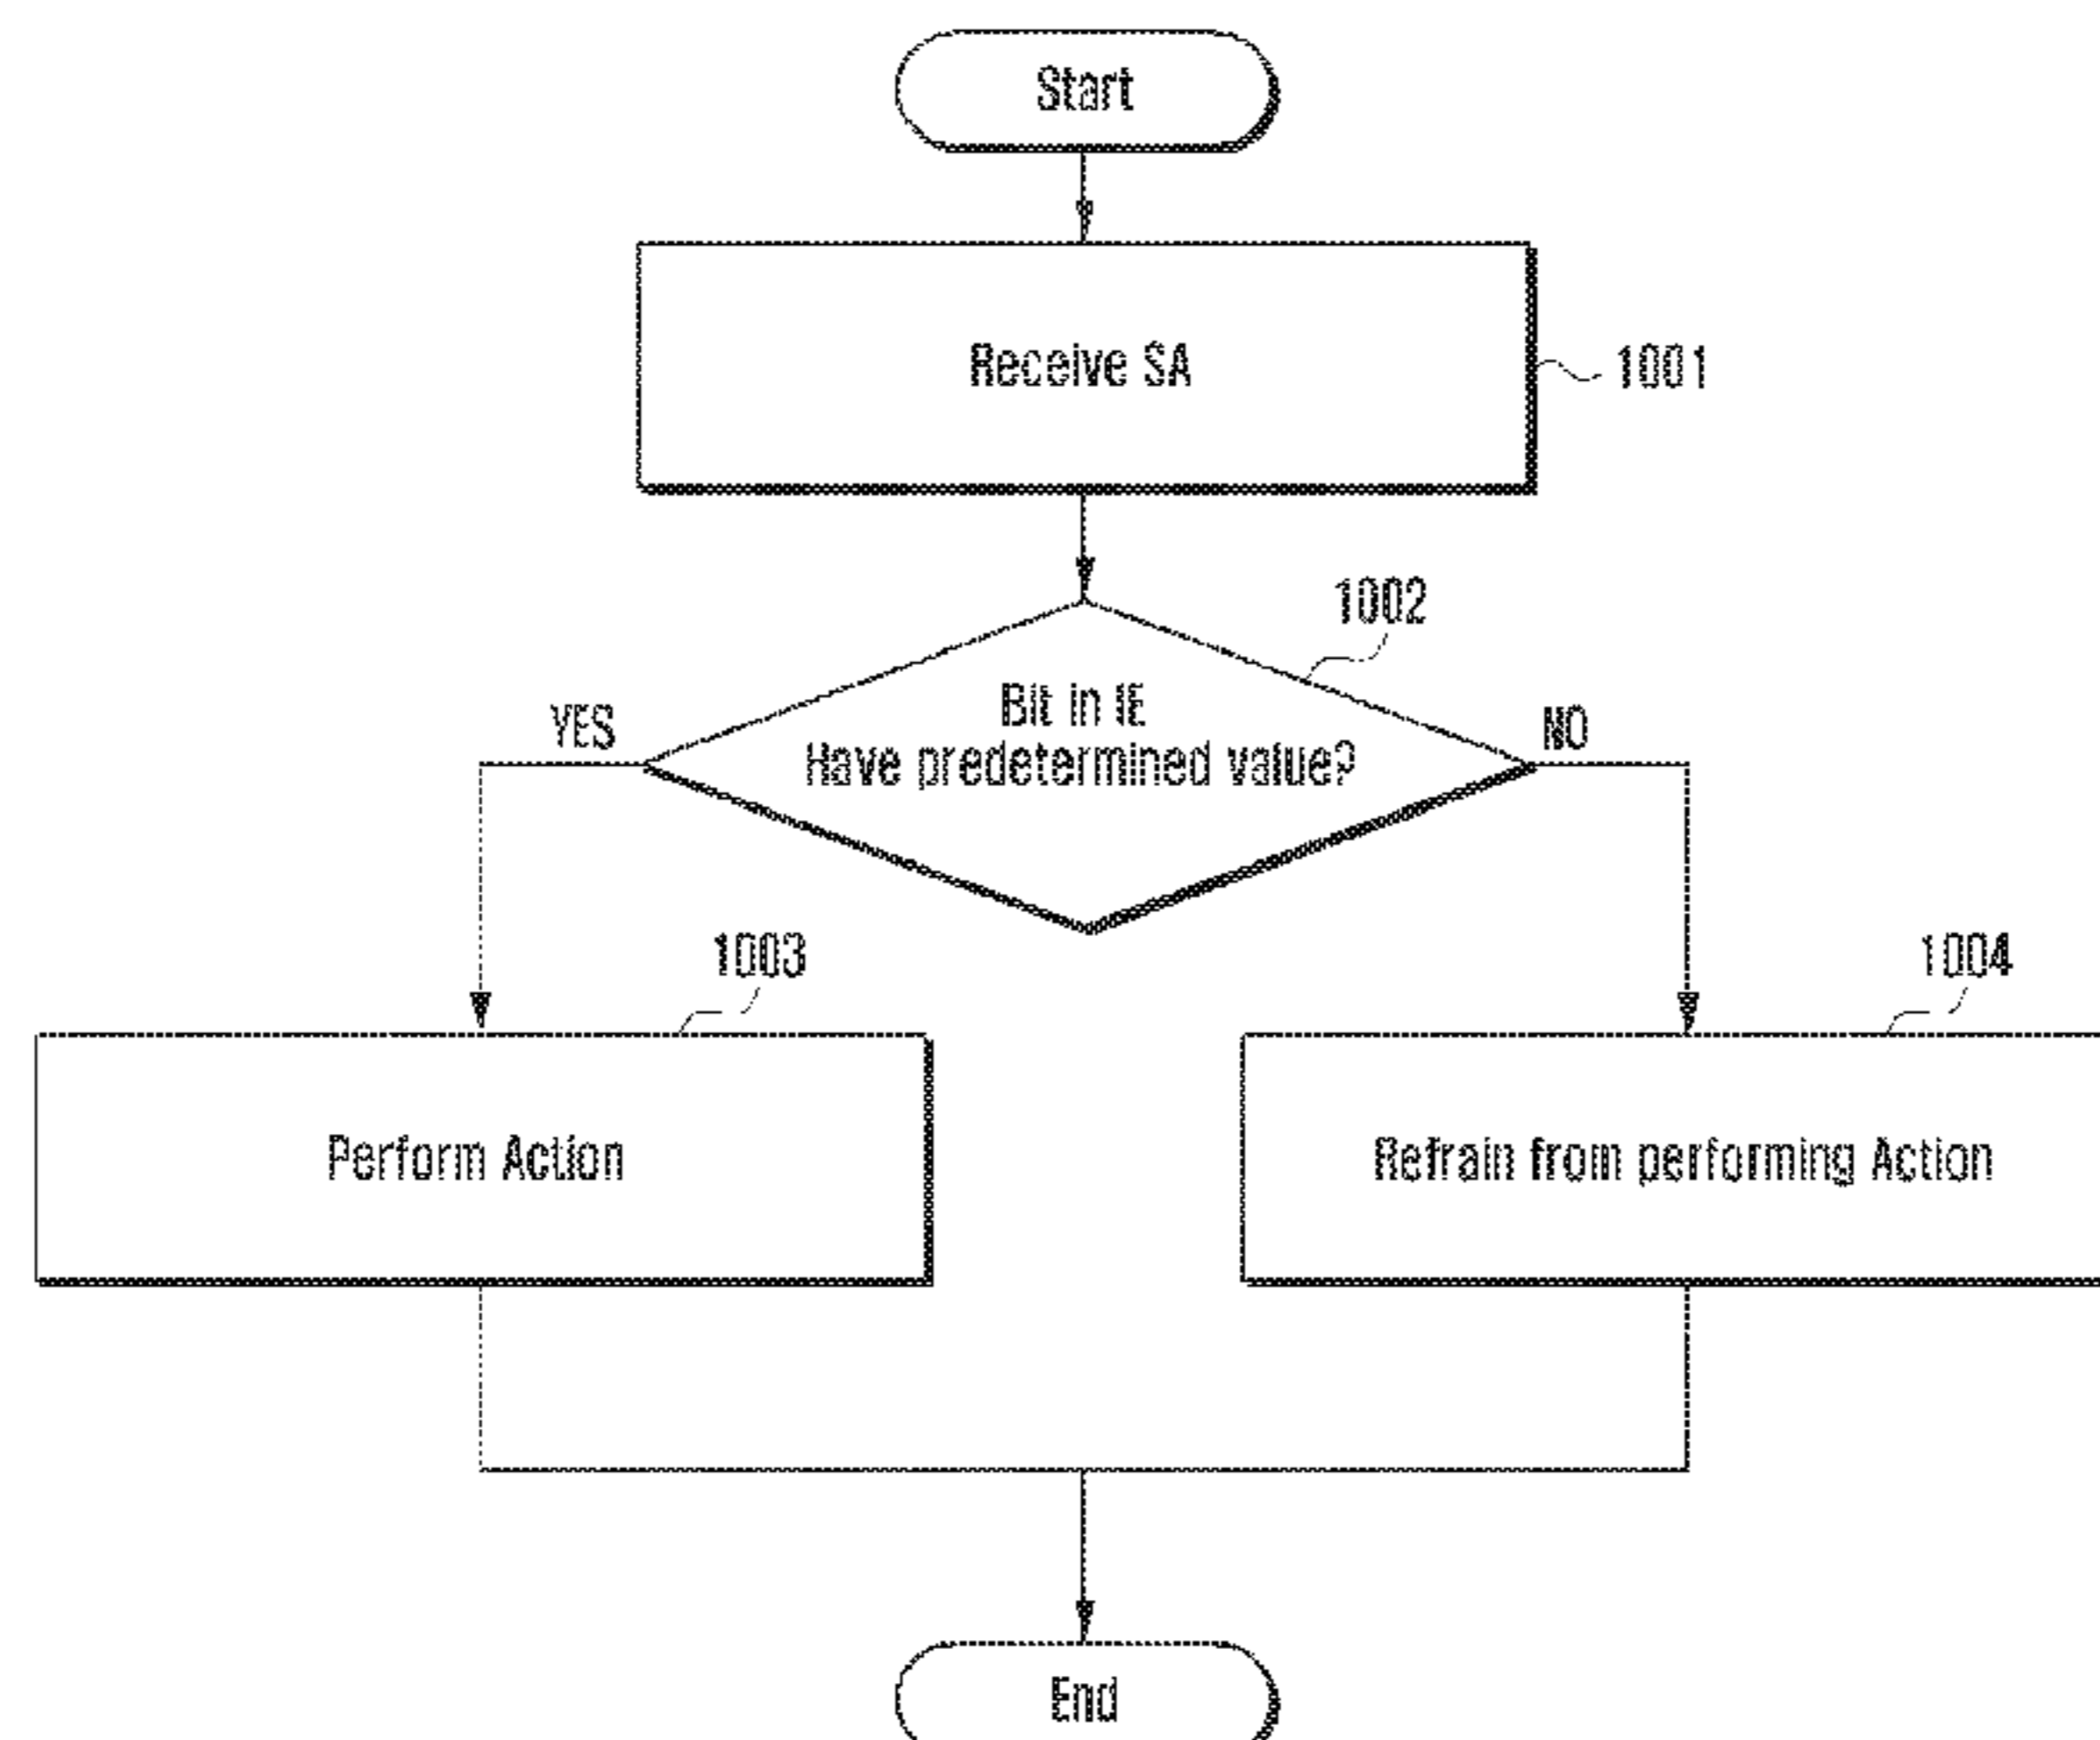 Start
Receive SA
1001
1002
Bit in IE
Have predetermined value?
YES
NO
1003
1004
Perform Action
Refrain from performing Action
End